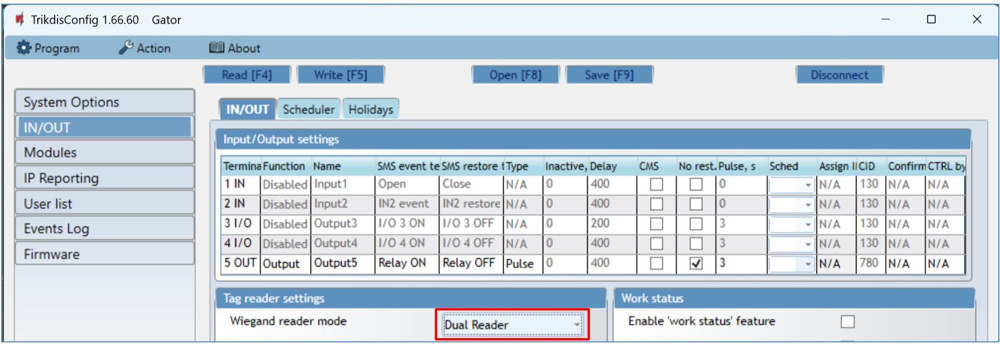 TrikdisConfig 1.66.60 Gator
Program Action About
Read [F4] Write [F5] Open [F8] Save [F9] Disconnect
System Options
IN/OUT
Modules
IP Reporting
User list
Events Log
Firmware
IN/OUT Scheduler Holidays
Input/Output settings
Termina Function Name SMS event te SMS restore t Type Inactive, Delay CMS No rest. Pulse, s Sched Assign I CID Confirm CTRL by
1 IN Disabled Input1 Open Close N/A 0 400 0 N/A 130 N/A N/A
2 IN Disabled Input2 IN2 event IN2 restore N/A 0 400 0 N/A 130 N/A N/A
3 I/O Disabled Output3 I/O 3 ON I/O 3 OFF N/A 0 200 3 N/A 130 N/A N/A
4 I/O Disabled Output4 I/O 4 ON I/O 4 OFF N/A 0 400 3 N/A 130 N/A N/A
5 OUT Output Output5 Relay ON Relay OFF Pulse 0 400 3 N/A 780 N/A N/A
Tag reader settings
Wiegand reader mode Dual Reader
Work status
Enable 'work status' feature